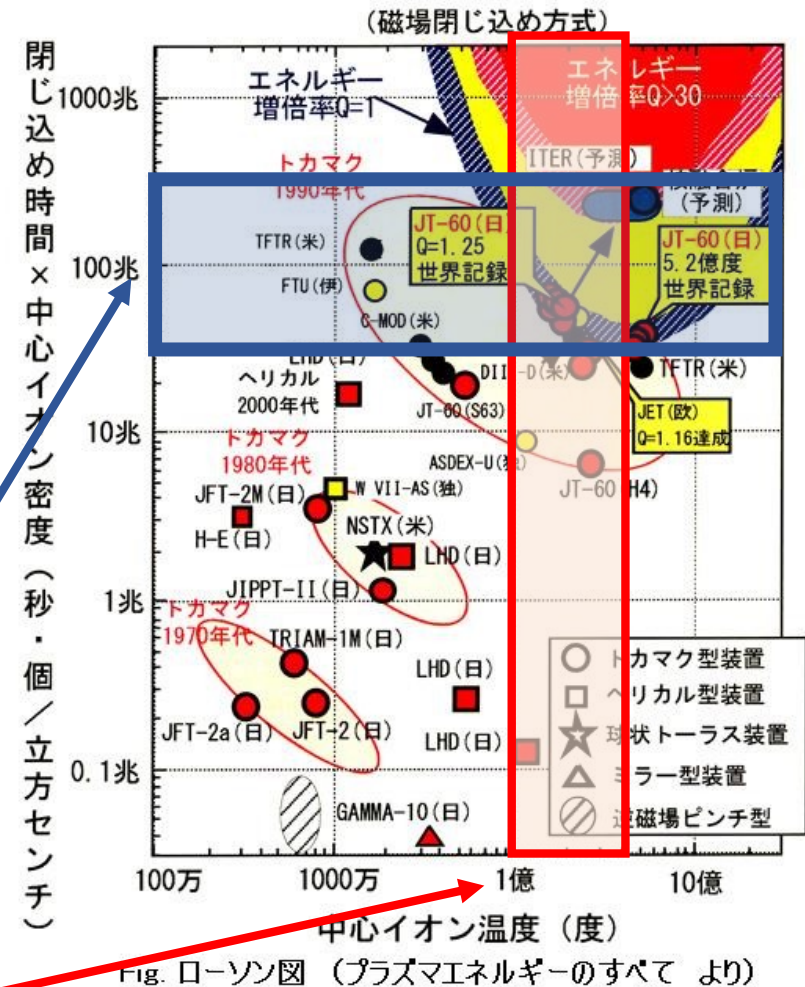 (磁場閉じ込め方式)
閉じ込め時間×中心イオン密度(秒・個/立方センチ)
1000兆
100兆
10兆
1兆
0.1兆
エネルギー
増倍率Q=1
エネルギー
増倍率Q>30
ITER(予測)
(予測)
トカマク
1990年代
TFTR(米)
JT-60(日)
Q=1.25
世界記録
JT-60(日)
5.2億度
世界記録
FTU(伊)
C-MOD(米)
LHD(日)
ヘリカル
2000年代
DIII-D(米)
TFTR(米)
JT-60(S63)
JET(欧)
Q=1.16達成
トカマク
1980年代
ASDEX-U(独)
JT-60(H4)
JFT-2M(日)
W VII-AS(独)
H-E(日)
NSTX(米)
LHD(日)
JIPPT-II(日)
トカマク
1970年代
TRIAM-1M(日)
LHD(日)
JFT-2a(日)
JFT-2(日)
LHD(日)
GAMMA-10(日)
トカマク型装置
ヘリカル型装置
球状トーラス装置
ミラー型装置
逆磁場ピンチ型
100万
1000万
1億
10億
中心イオン温度(度)
Fig. ローソン図 (プラズマエネルギーのすべて より)